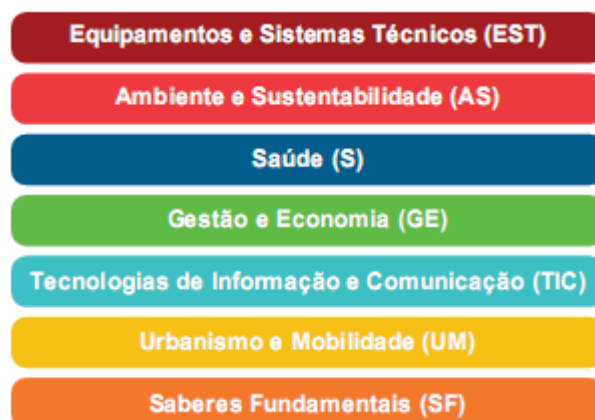 Equipamentos e Sistemas Técnicos (EST)
Ambiente e Sustentabilidade (AS)
Saúde (S)
Gestão e Economia (GE)
Tecnologias de Informação e Comunicação (TIC)
Urbanismo e Mobilidade (UM)
Saberes Fundamentais (SF)